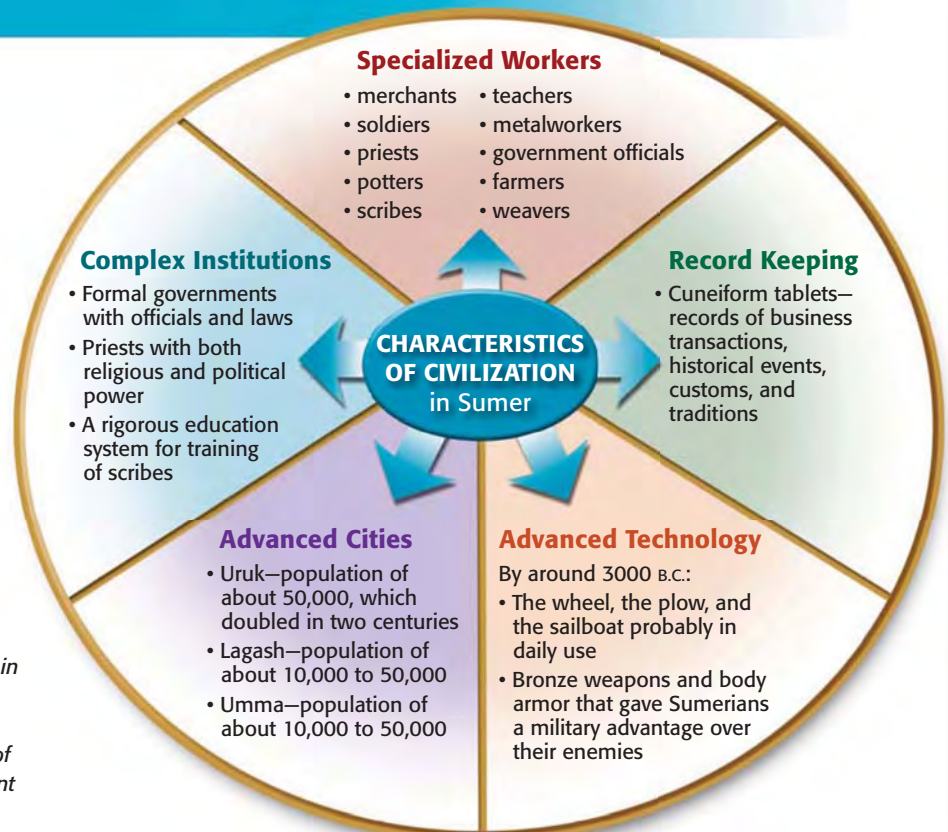 Specialized Workers
• merchants
• soldiers
• priests
• potters
• scribes
• teachers
• metalworkers
• government officials
• farmers
• weavers
Complex Institutions
• Formal governments
with officials and laws
• Priests with both
religious and political
power
• A rigorous education
system for training
of scribes
CHARACTERISTICS
OF CIVILIZATION
in Sumer
Record Keeping
• Cuneiform tablets—
records of business
transactions,
historical events,
customs, and
traditions
Advanced Cities
• Uruk—population of
about 50,000, which
doubled in two centuries
• Lagash—population of
about 10,000 to 50,000
• Umma—population of
about 10,000 to 50,000
Advanced Technology
By around 3000 B.C.:
• The wheel, the plow, and
the sailboat probably in
daily use
• Bronze weapons and body
armor that gave Sumerians
a military advantage over
their enemies
in
of
nt